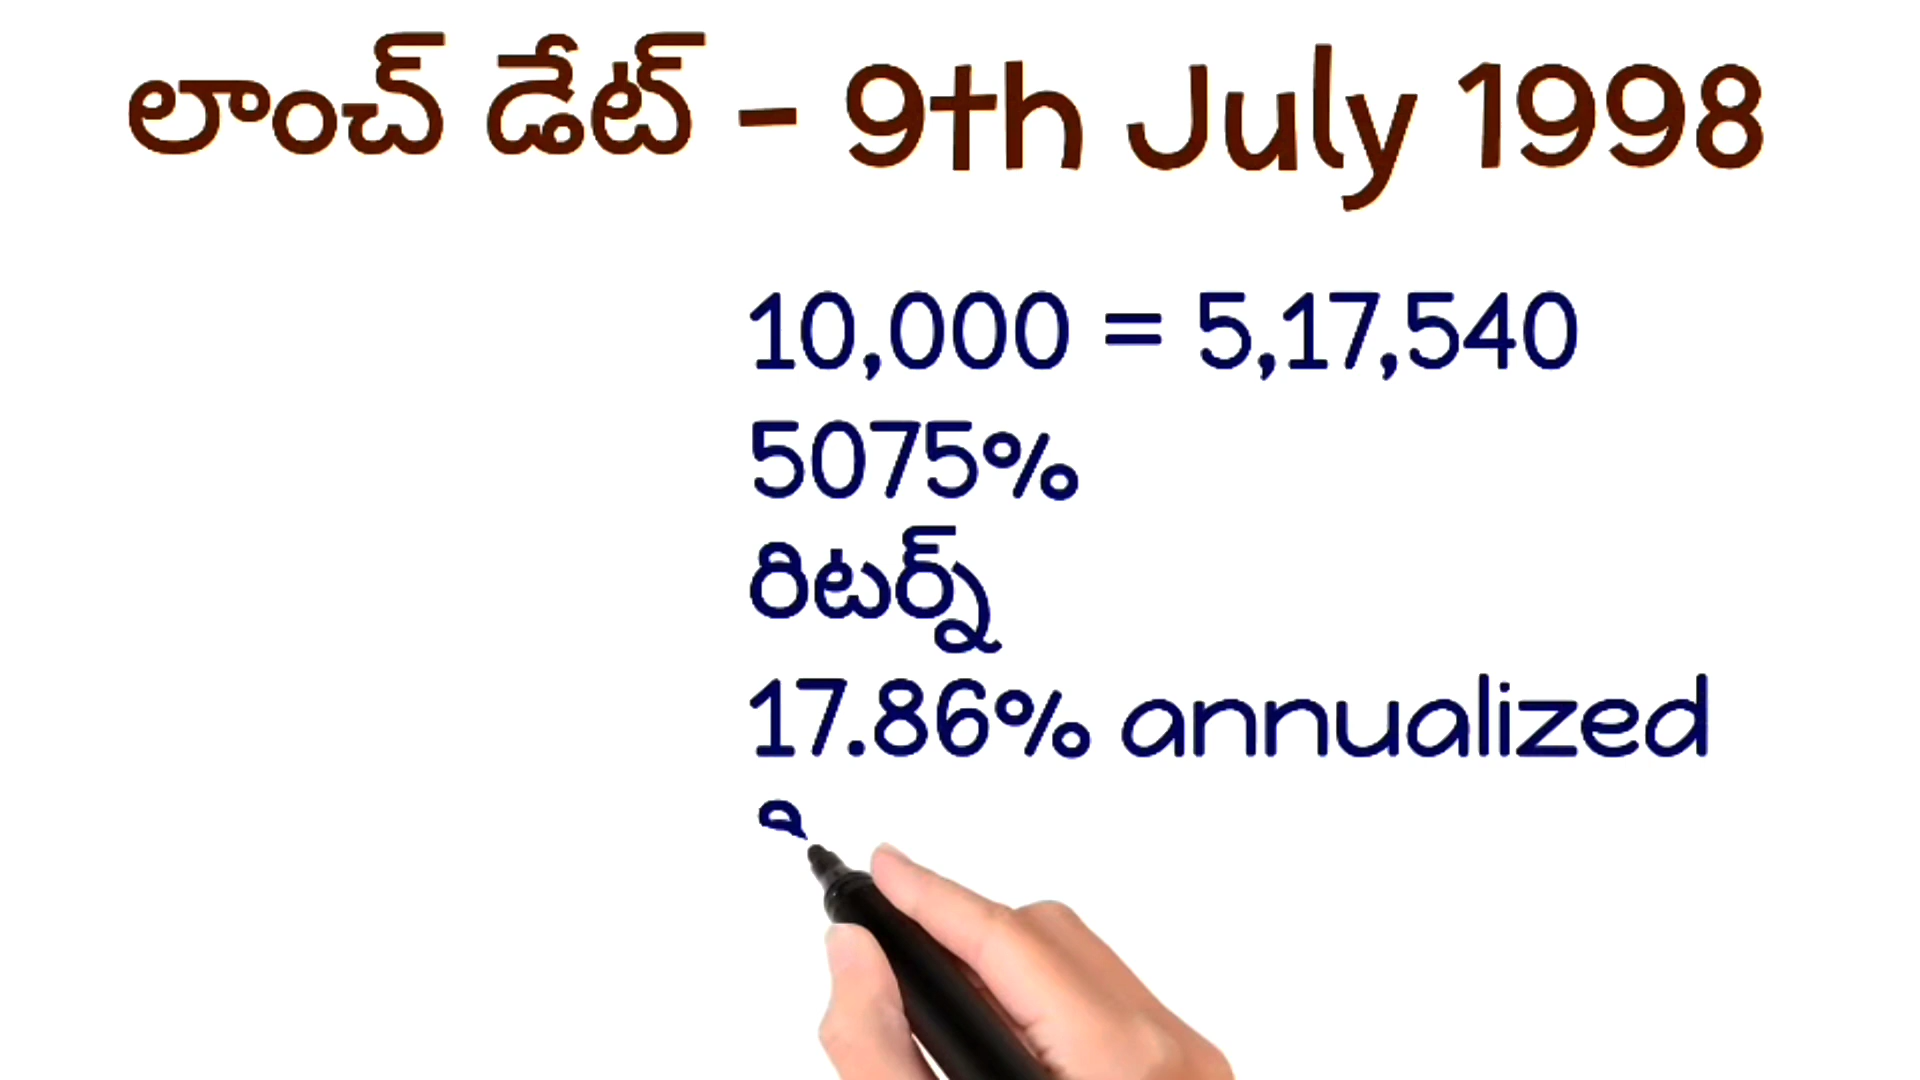 లాంచ్ డేట్ - 9th July 1998
10,000 = 5,17,540
5075%
రిటర్న్
17.86% annualized